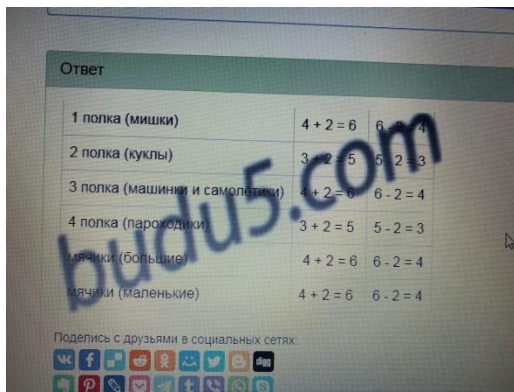 Ответ
1 полка (мишки) 4 + 2 = 6 6 - 2 = 4
2 полка (куклы) 3 + 2 = 5 5 - 2 = 3
3 полка (машинки и самолетики) 4 + 2 = 6 6 - 2 = 4
4 полка (пароходики) 3 + 2 = 5 5 - 2 = 3
мячики (большие) 4 + 2 = 6 6 - 2 = 4
мячики (маленькие) 4 + 2 = 6 6 - 2 = 4
budu5.com
Поделись с друзьями в социальных сетях:
digg